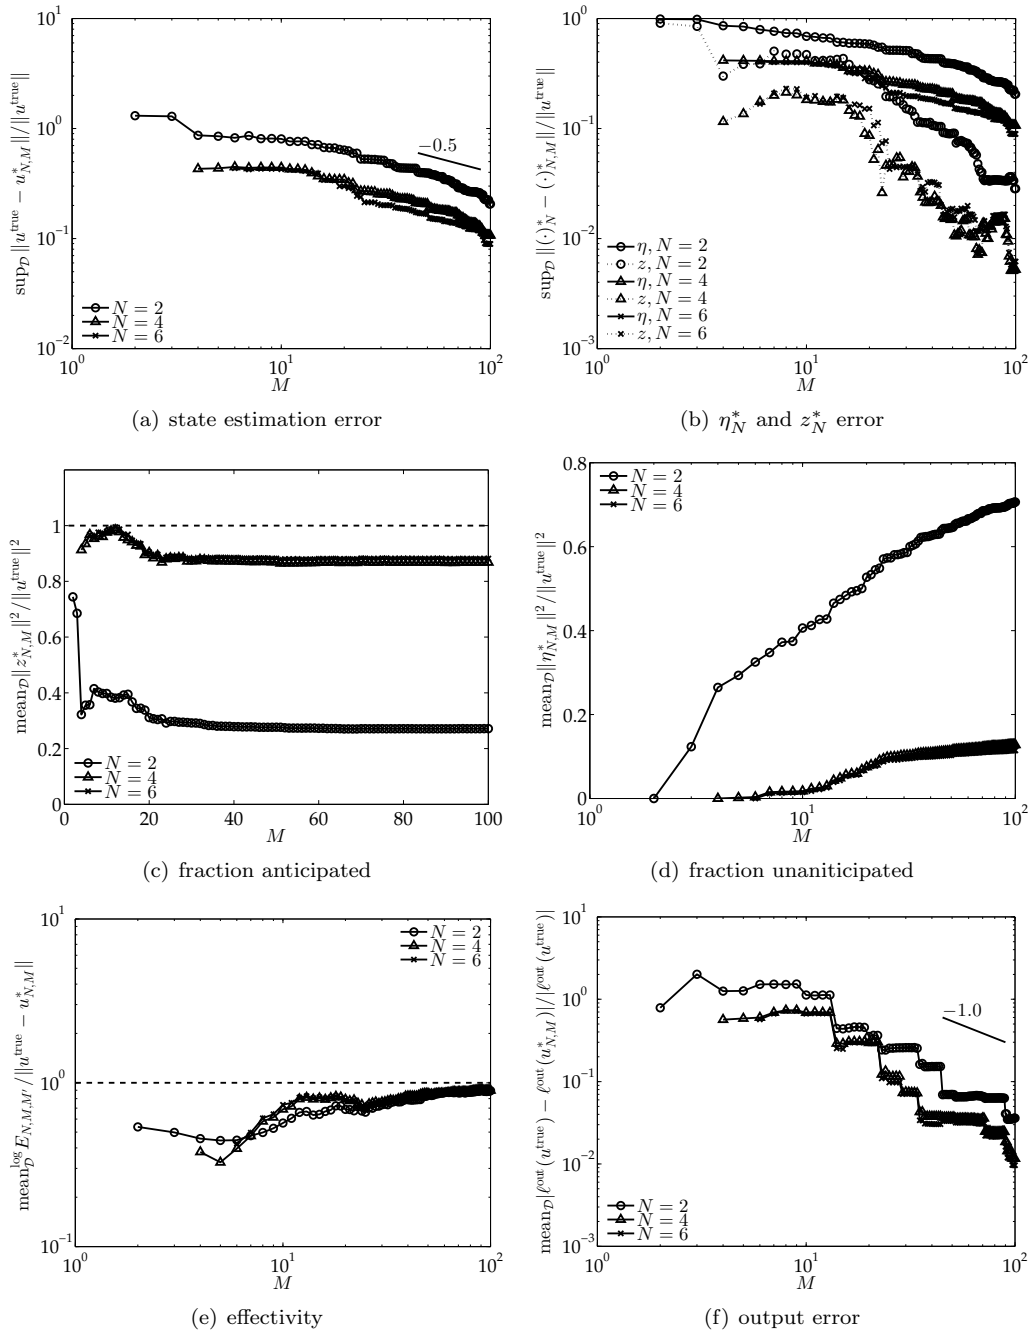 10^1
10^0
10^-1
10^-2
sup_D ||u^true − u*_{N,M}||/||u^true||
−0.5
N = 2
N = 4
N = 6
10^0 10^1 10^2
M
(a) state estimation error
10^0
10^-1
10^-2
10^-3
sup_D ||(·)*_N − (·)*_{N,M}||/||u^true||
η, N = 2
z, N = 2
η, N = 4
z, N = 4
η, N = 6
z, N = 6
10^0 10^1 10^2
M
(b) η*_N and z*_N error
1
0.8
0.6
0.4
0.2
0
mean_D ||z*_{N,M}||^2/||u^true||^2
N = 2
N = 4
N = 6
0 20 40 60 80 100
M
(c) fraction anticipated
0.8
0.6
0.4
0.2
0
mean_D ||η*_{N,M}||^2/||u^true||^2
N = 2
N = 4
N = 6
10^0 10^1 10^2
M
(d) fraction unaniticipated
10^1
10^0
10^-1
mean^log_D E_{N,M,M′}/||u^true − u*_{N,M}||
N = 2
N = 4
N = 6
10^0 10^1 10^2
M
(e) effectivity
10^1
10^0
10^-1
10^-2
10^-3
mean_D |ℓ^out(u^true) − ℓ^out(u*_{N,M})|/|ℓ^out(u^true)|
−1.0
N = 2
N = 4
N = 6
10^0 10^1 10^2
M
(f) output error